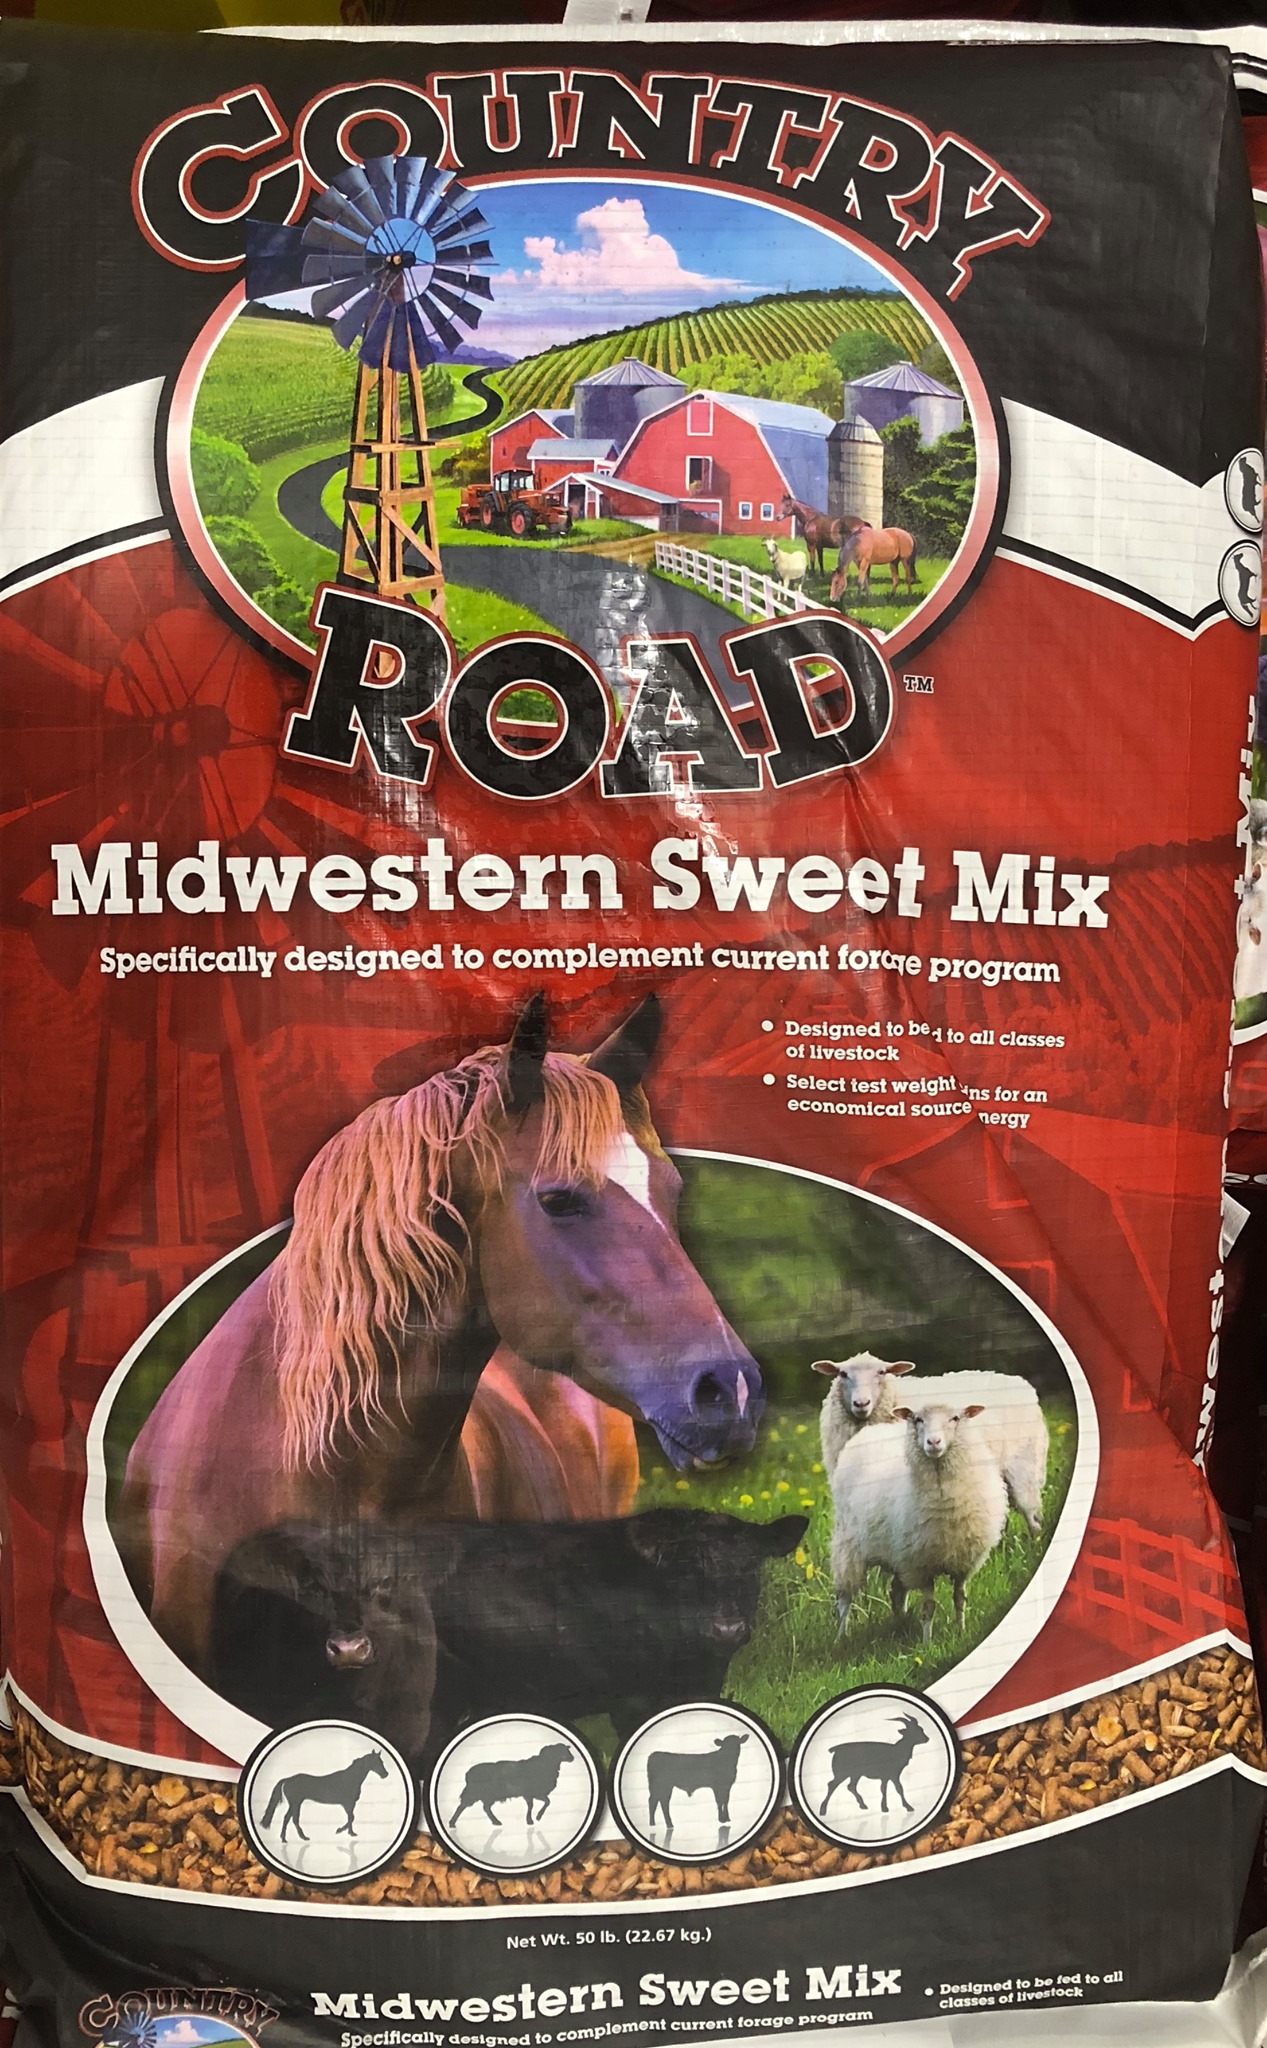 COUNTRY
ROAD™
Midwestern Sweet Mix
Specifically designed to complement current forage program
• Designed to be to all classes
of livestock
• Select test weight for an
economical source
Net Wt. 50 lb. (22.67 kg.)
COUNTRY
Midwestern Sweet Mix
Specifically designed to complement current forage program
• Designed to be fed to all
classes of livestock